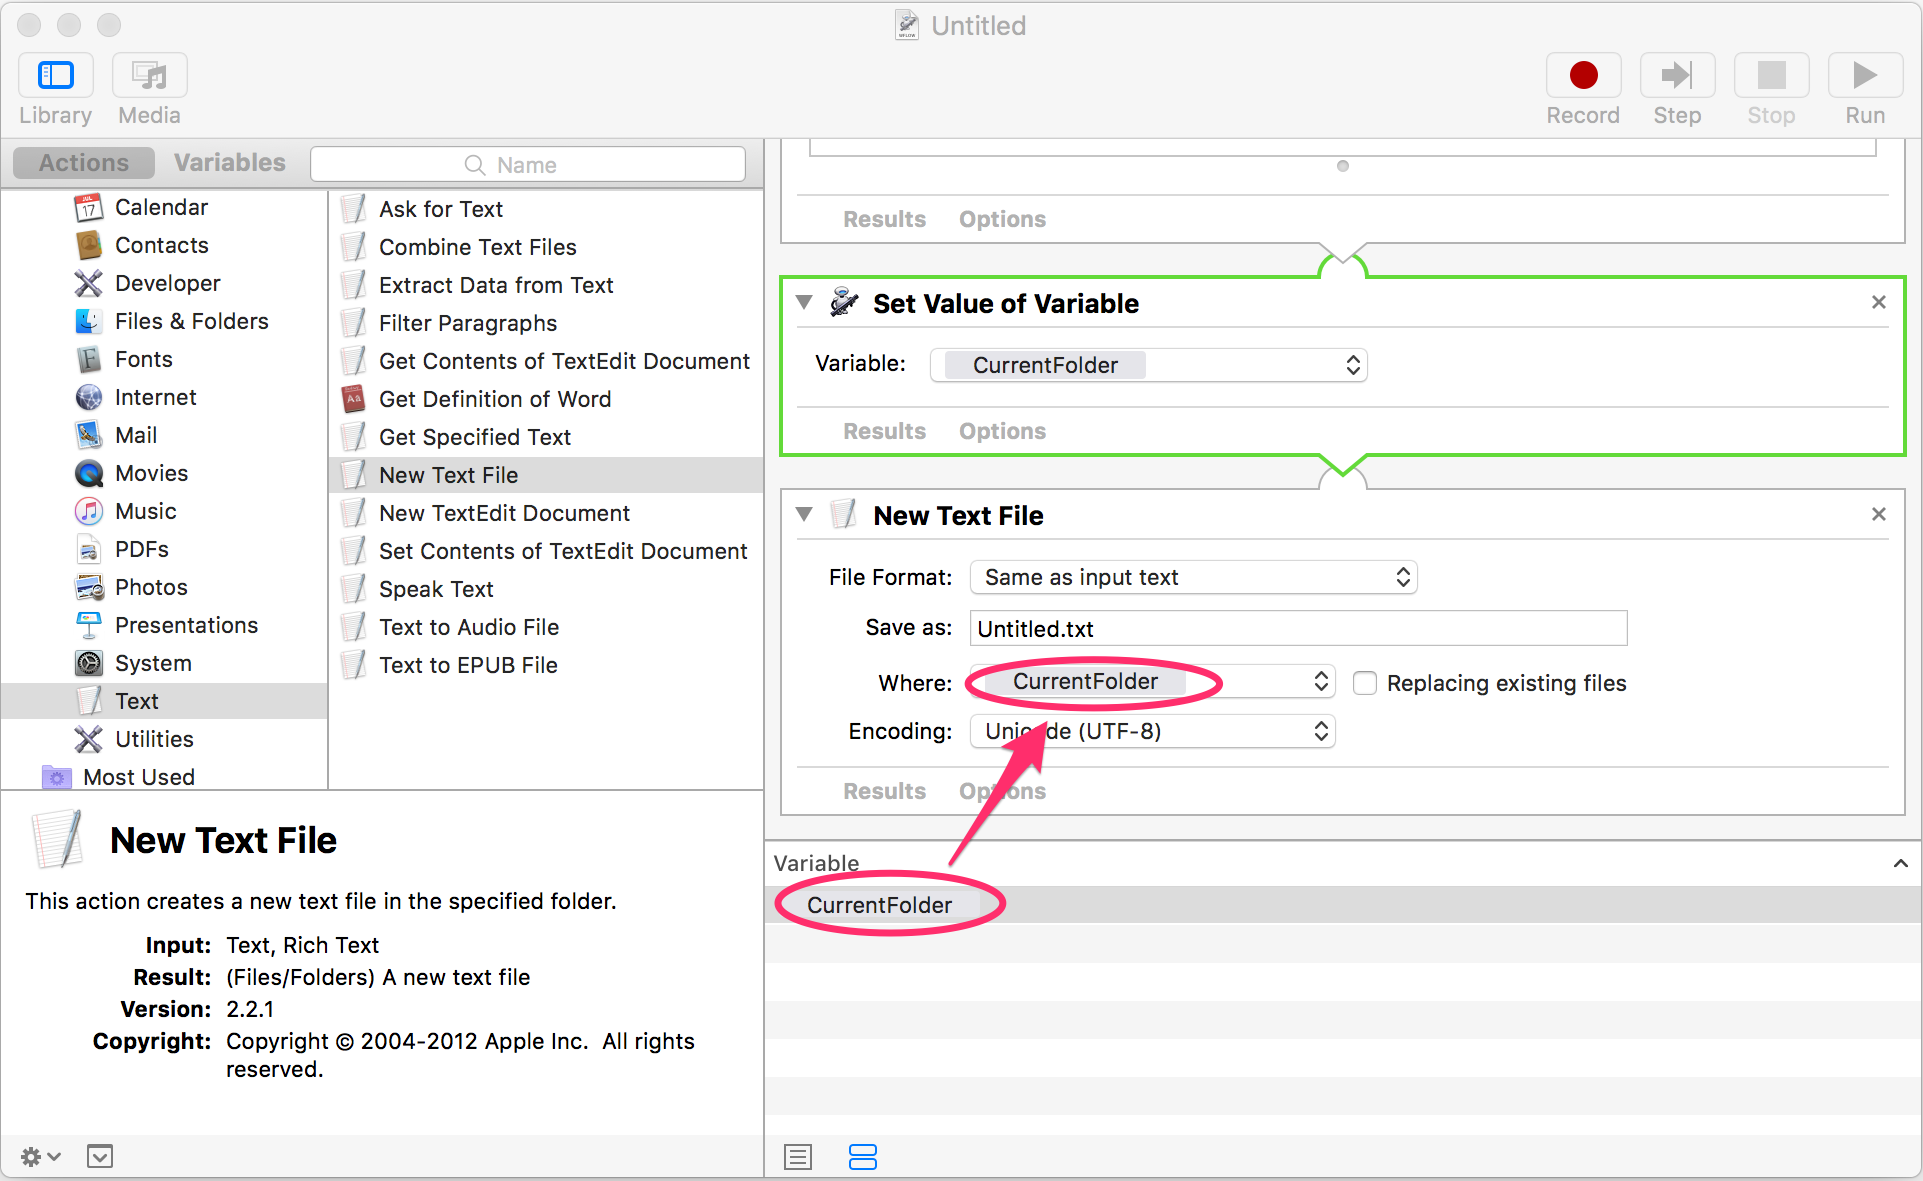 Untitled
Library
Media
Record
Step
Stop
Run
Actions
Variables
Name
Calendar
Contacts
Developer
Files & Folders
Fonts
Internet
Mail
Movies
Music
PDFs
Photos
Presentations
System
Text
Utilities
Most Used
Ask for Text
Combine Text Files
Extract Data from Text
Filter Paragraphs
Get Contents of TextEdit Document
Get Definition of Word
Get Specified Text
New Text File
New TextEdit Document
Set Contents of TextEdit Document
Speak Text
Text to Audio File
Text to EPUB File
Results Options
Set Value of Variable
Variable: CurrentFolder
Results Options
New Text File
File Format: Same as input text
Save as: Untitled.txt
Where: CurrentFolder Replacing existing files
Encoding: Unicode (UTF-8)
Results Options
Variable
CurrentFolder
New Text File
This action creates a new text file in the specified folder.
Input: Text, Rich Text
Result: (Files/Folders) A new text file
Version: 2.2.1
Copyright: Copyright © 2004-2012 Apple Inc. All rights
reserved.